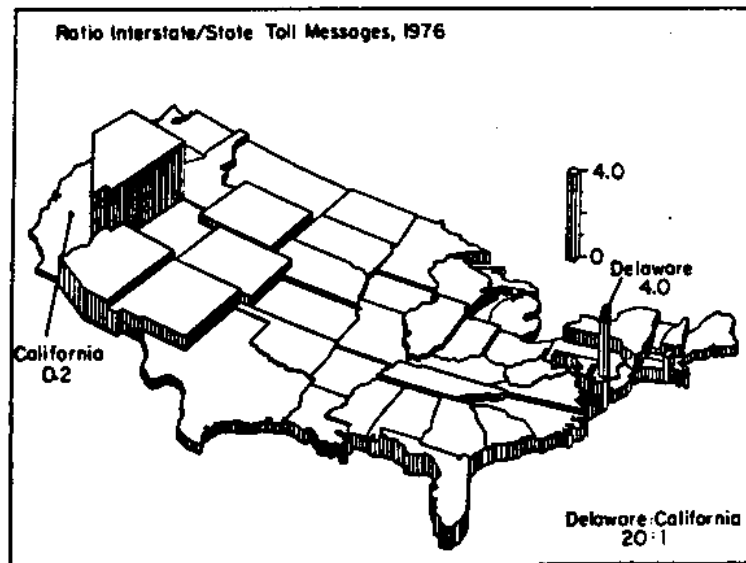 Ratio Interstate/State Toll Messages, 1976
4.0
0
Delaware
4.0
California
0.2
Delaware:California
20:1